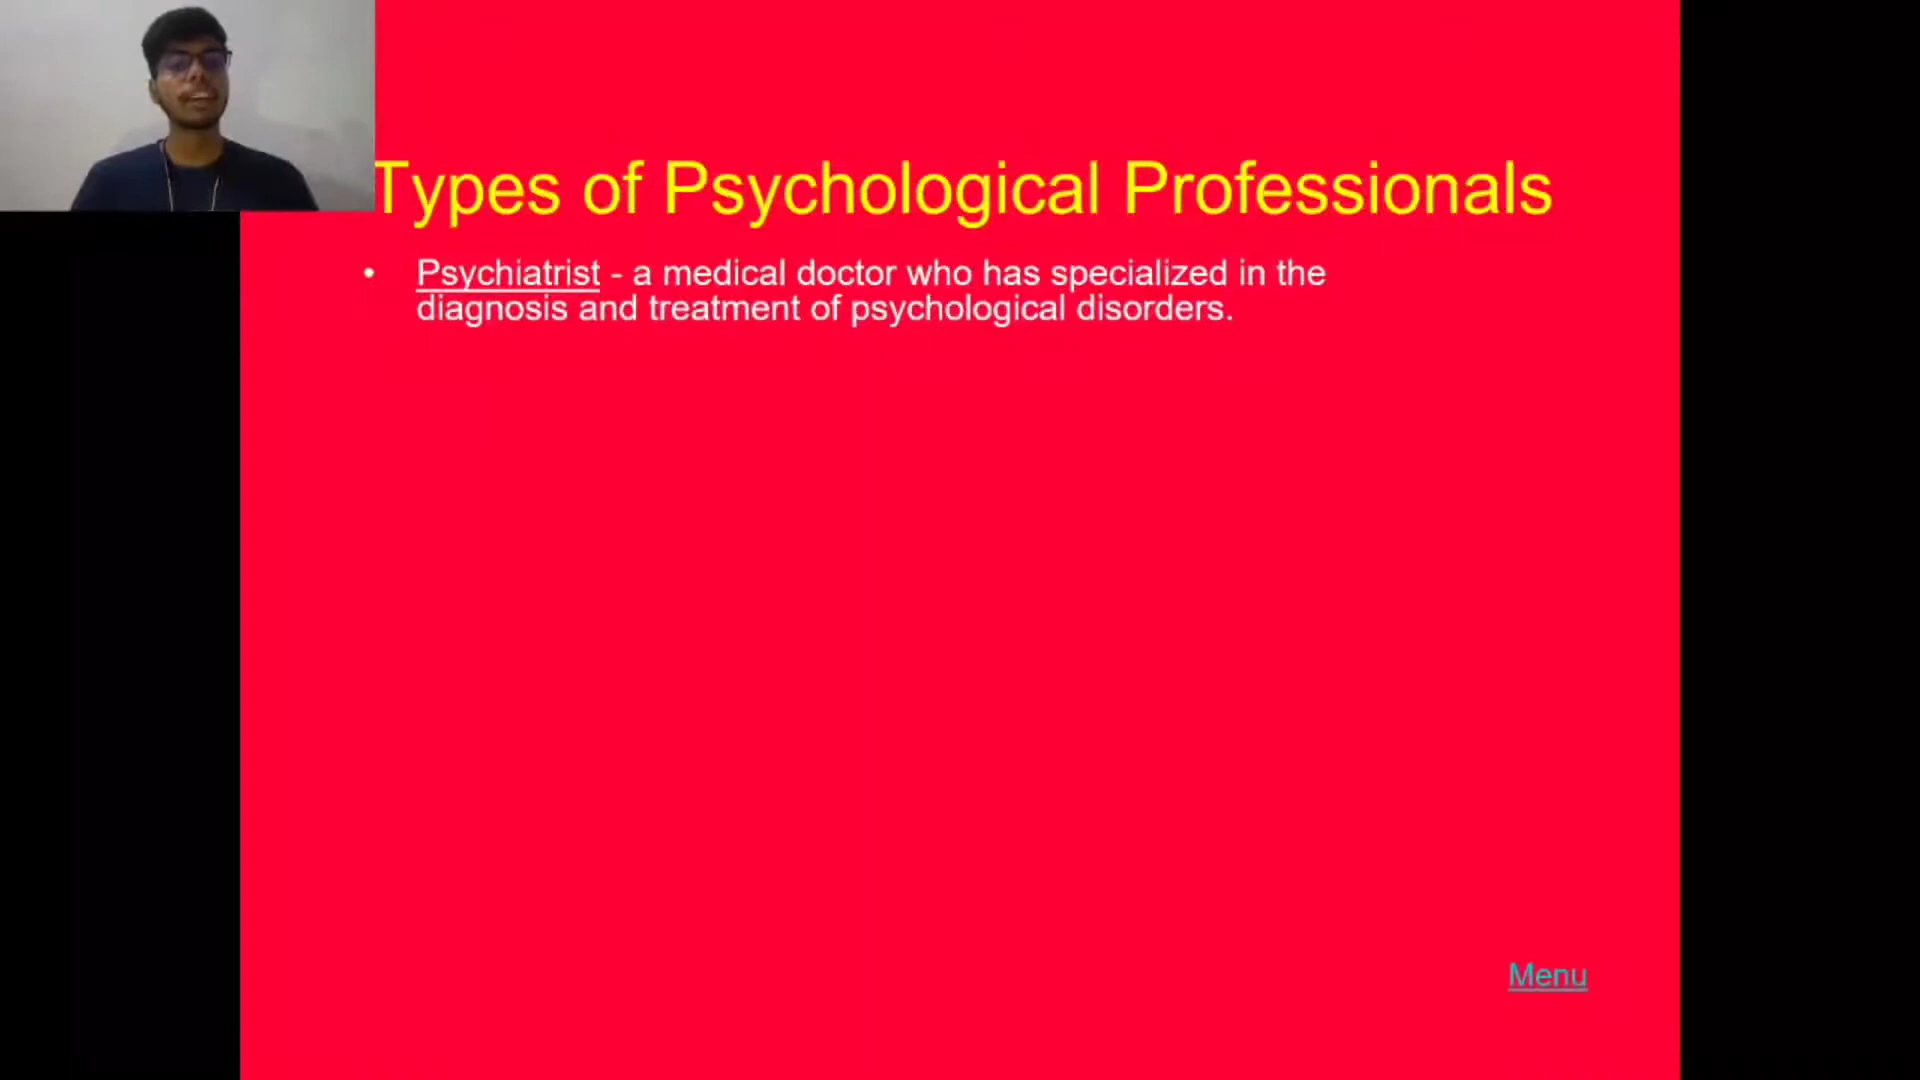 Types of Psychological Professionals
• Psychiatrist - a medical doctor who has specialized in the
diagnosis and treatment of psychological disorders.
Menu